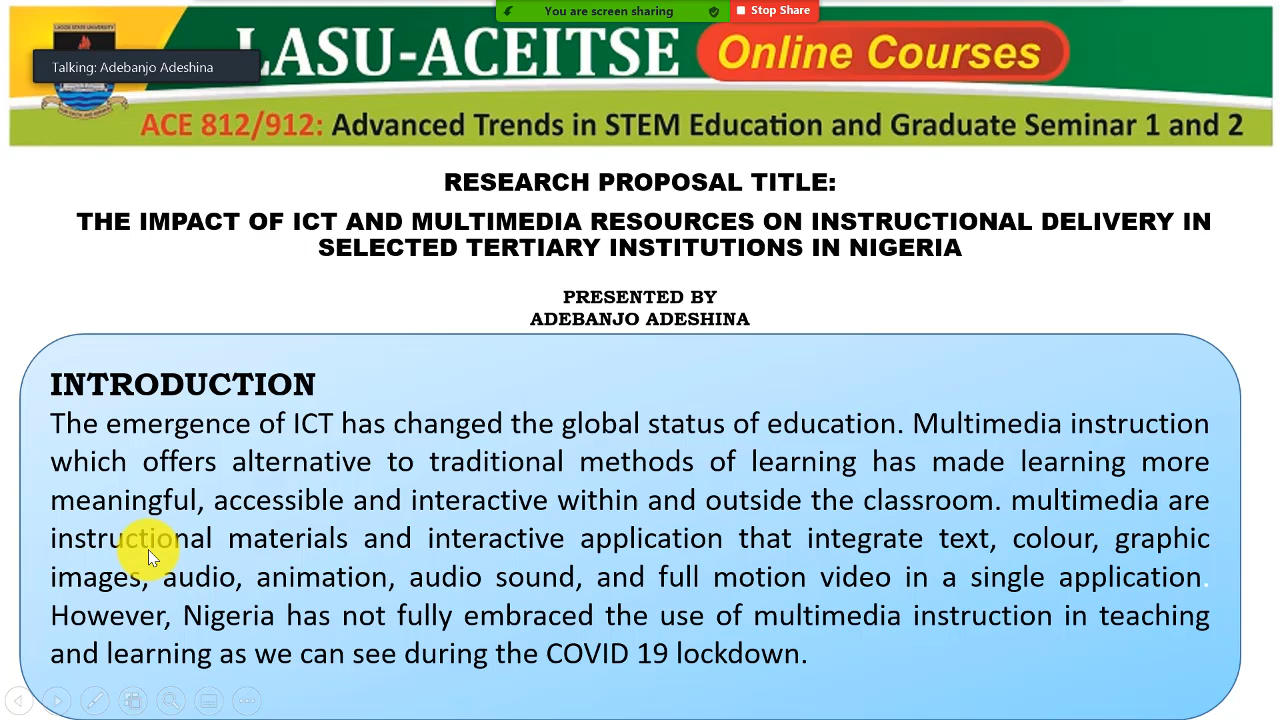 You are screen sharing
Stop Share
LASU-ACEITSE
Online Courses
Talking: Adebanjo Adeshina
ACE 812/912: Advanced Trends in STEM Education and Graduate Seminar 1 and 2
RESEARCH PROPOSAL TITLE:
THE IMPACT OF ICT AND MULTIMEDIA RESOURCES ON INSTRUCTIONAL DELIVERY IN
SELECTED TERTIARY INSTITUTIONS IN NIGERIA
PRESENTED BY
ADEBANJO ADESHINA
INTRODUCTION
The emergence of ICT has changed the global status of education. Multimedia instruction
which offers alternative to traditional methods of learning has made learning more
meaningful, accessible and interactive within and outside the classroom. multimedia are
instructional materials and interactive application that integrate text, colour, graphic
images, audio, animation, audio sound, and full motion video in a single application.
However, Nigeria has not fully embraced the use of multimedia instruction in teaching
and learning as we can see during the COVID 19 lockdown.